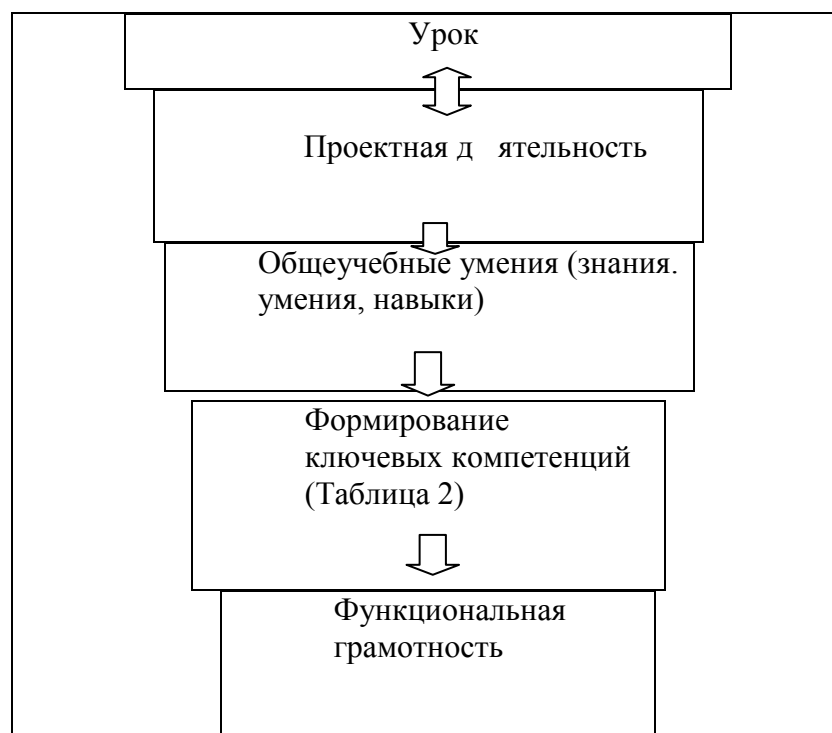 Урок
Проектная д ятельность
Общеучебные умения (знания.
умения, навыки)
Формирование
ключевых компетенций
(Таблица 2)
Функциональная
грамотность